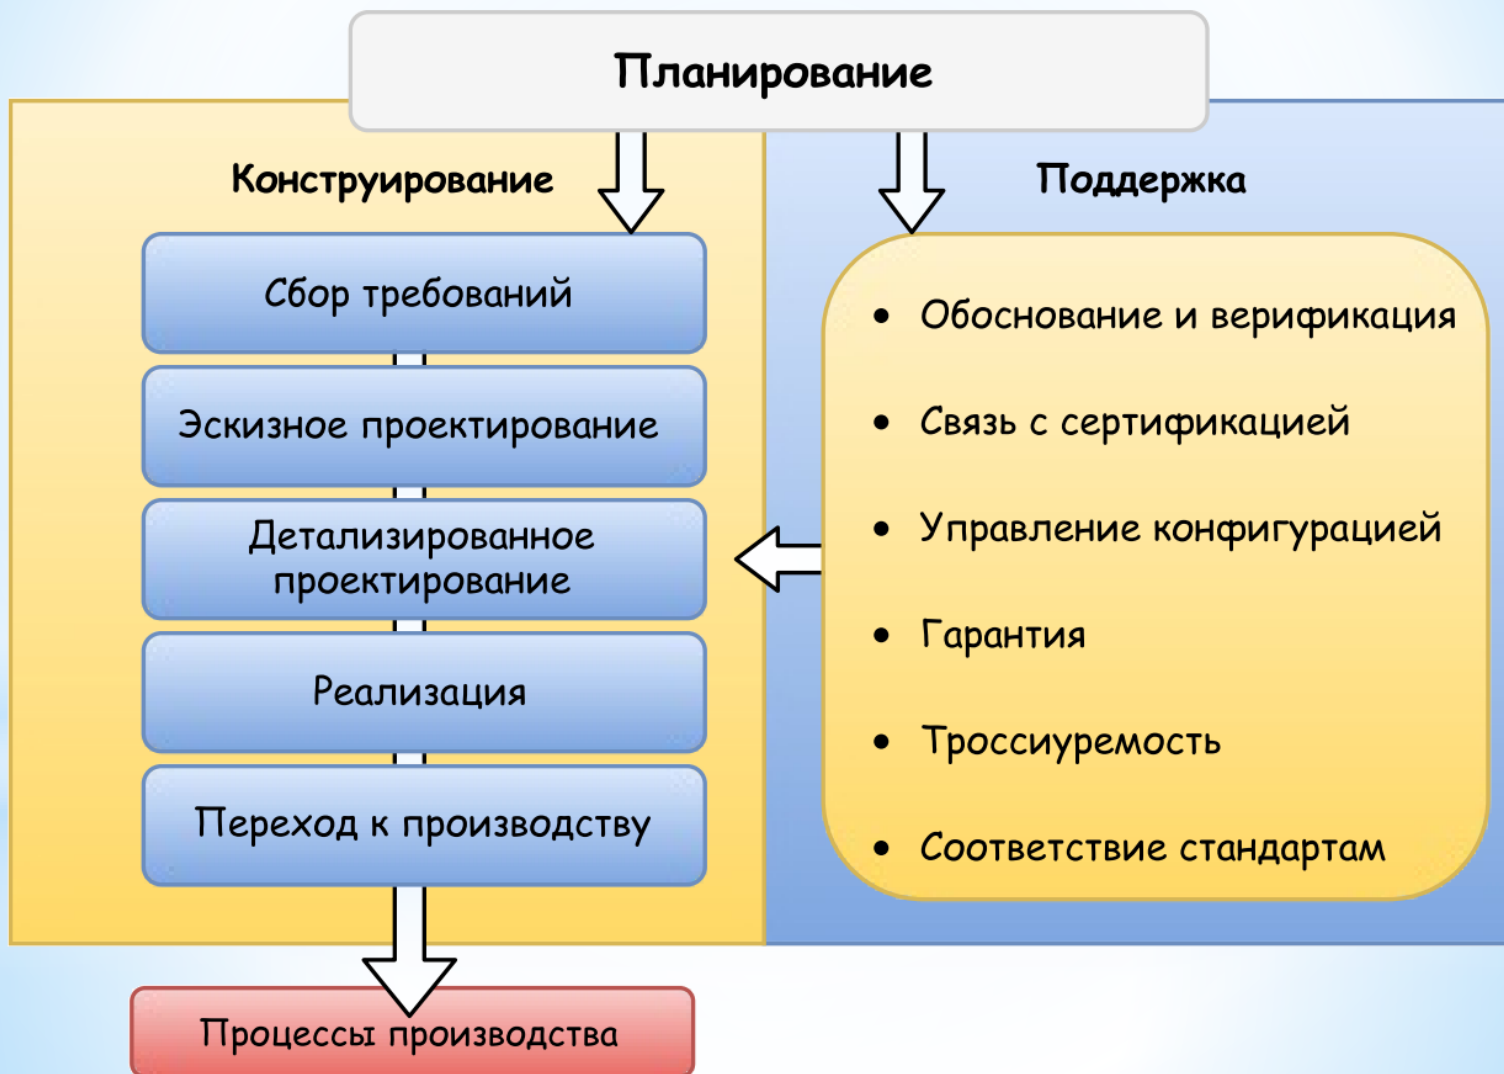 Планирование
Конструирование
Сбор требований
Эскизное проектирование
Детализированное
проектирование
Реализация
Переход к производству
Процессы производства
Поддержка
• Обоснование и верификация
• Связь с сертификацией
• Управление конфигурацией
• Гарантия
• Троссиуремость
• Соответствие стандартам